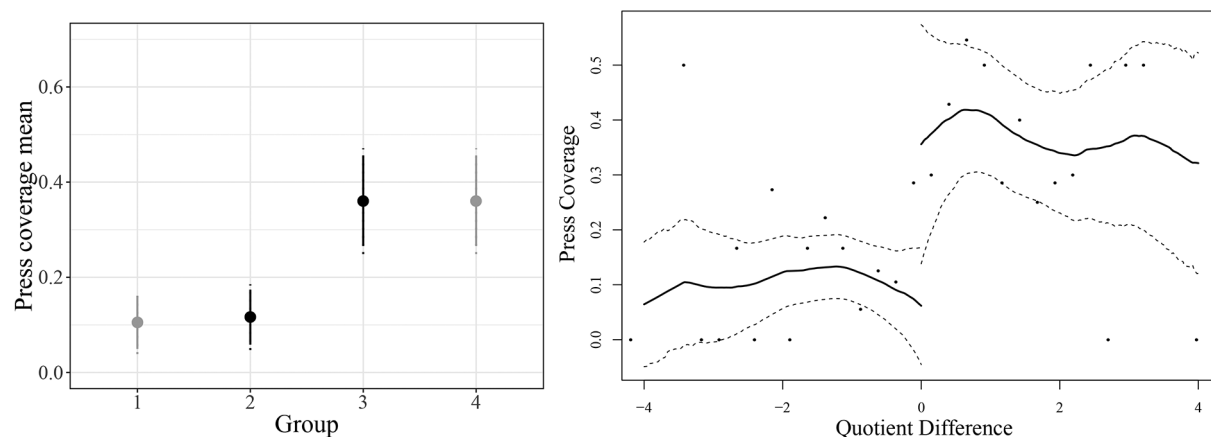 Press coverage mean
0.6
0.4
0.2
0.0
1 2 3 4
Group
Press Coverage
0.5
0.4
0.3
0.2
0.1
0.0
−4 −2 0 2 4
Quotient Difference